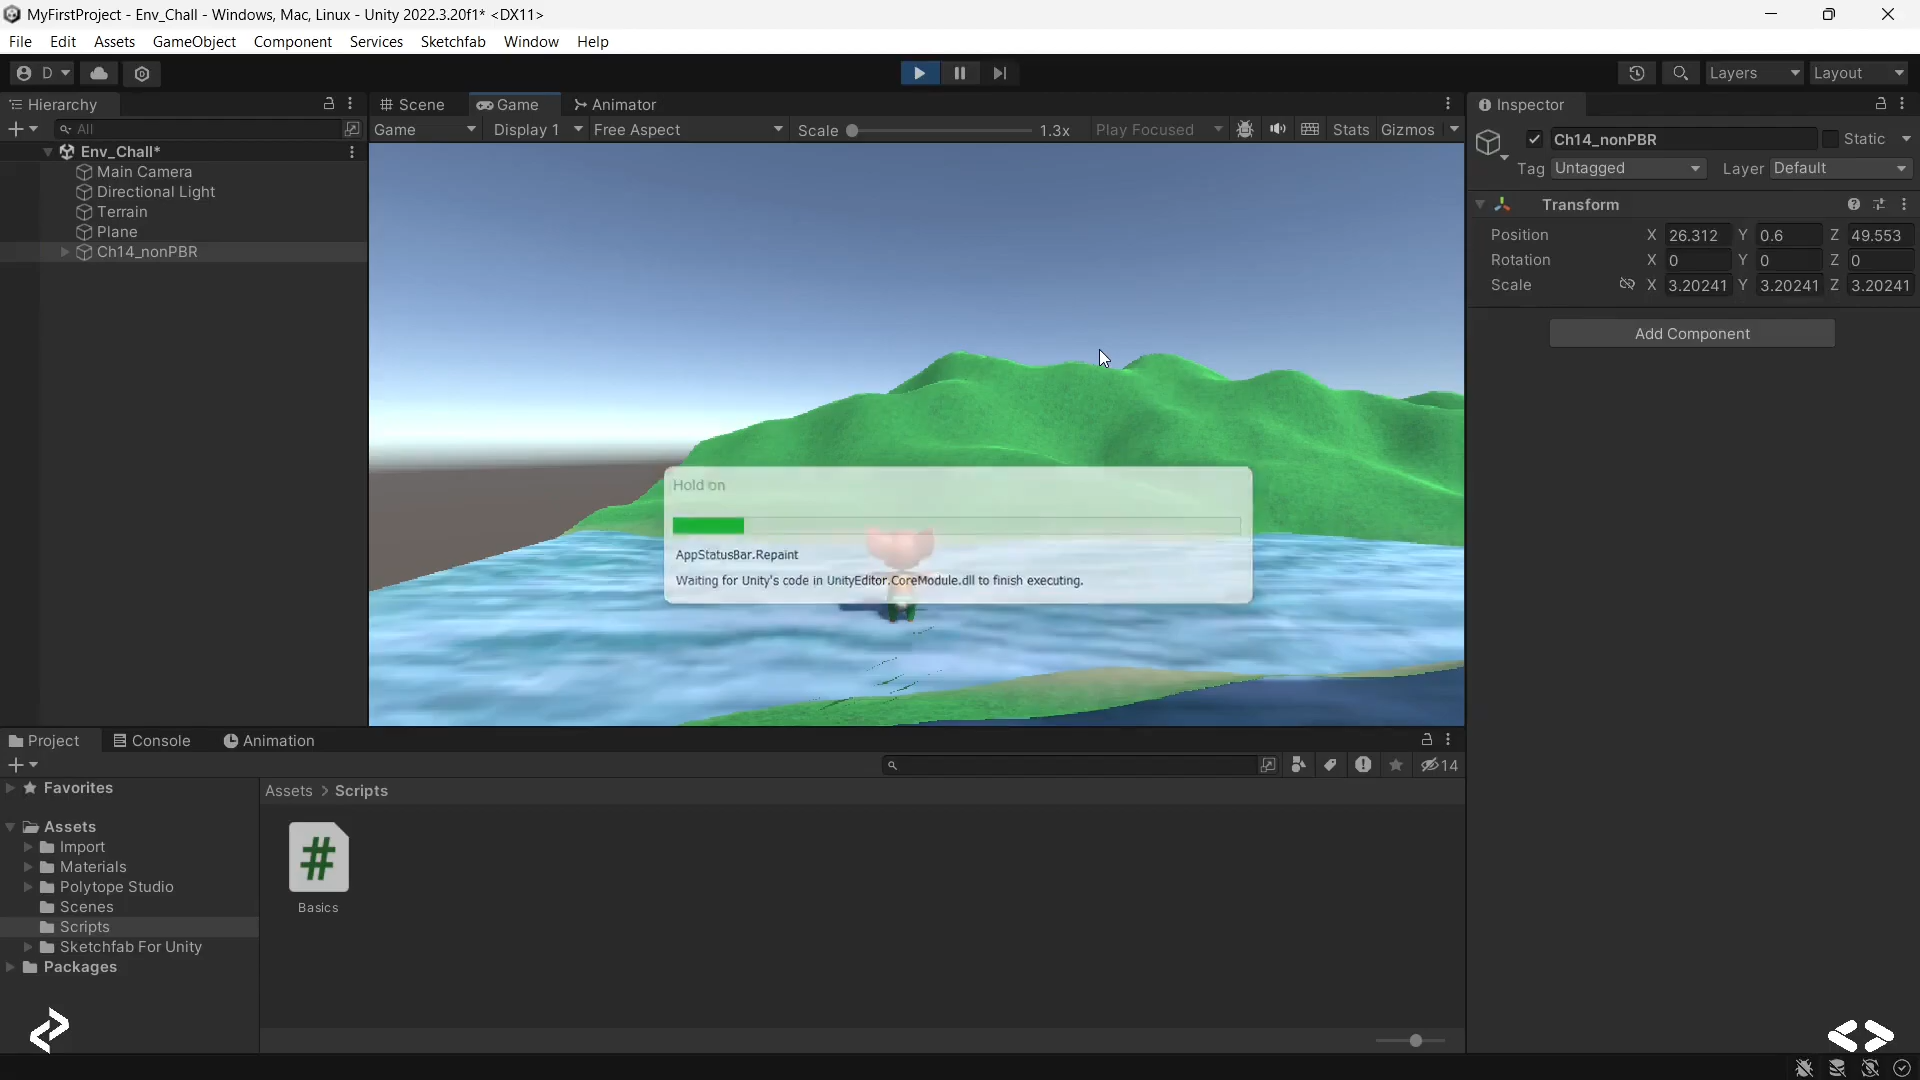 MyFirstProject - Env_Chall - Windows, Mac, Linux - Unity 2022.3.20f1* <DX11>
File Edit Assets GameObject Component Services Sketchfab Window Help
D Layers Layout
Hierarchy Scene Game Animator Inspector
All Game Display 1 Free Aspect Scale 1.3x Play Focused Stats Gizmos
Ch14_nonPBR Static
Env_Chall*
Main Camera
Tag Untagged Layer Default
Directional Light
Transform
Terrain
Plane
Position X 26.312 Y 0.6 Z 49.553
Ch14_nonPBR
Rotation X 0 Y 0 Z 0
Scale X 3.20241 Y 3.20241 Z 3.20241
Add Component
Hold on
AppStatusBar.Repaint
Waiting for Unity's code in UnityEditor.CoreModule.dll to finish executing.
Project Console Animation
14
Favorites
Assets > Scripts
Assets
Import
Materials
Polytope Studio
Scenes
Scripts
Sketchfab For Unity
Packages
#
Basics